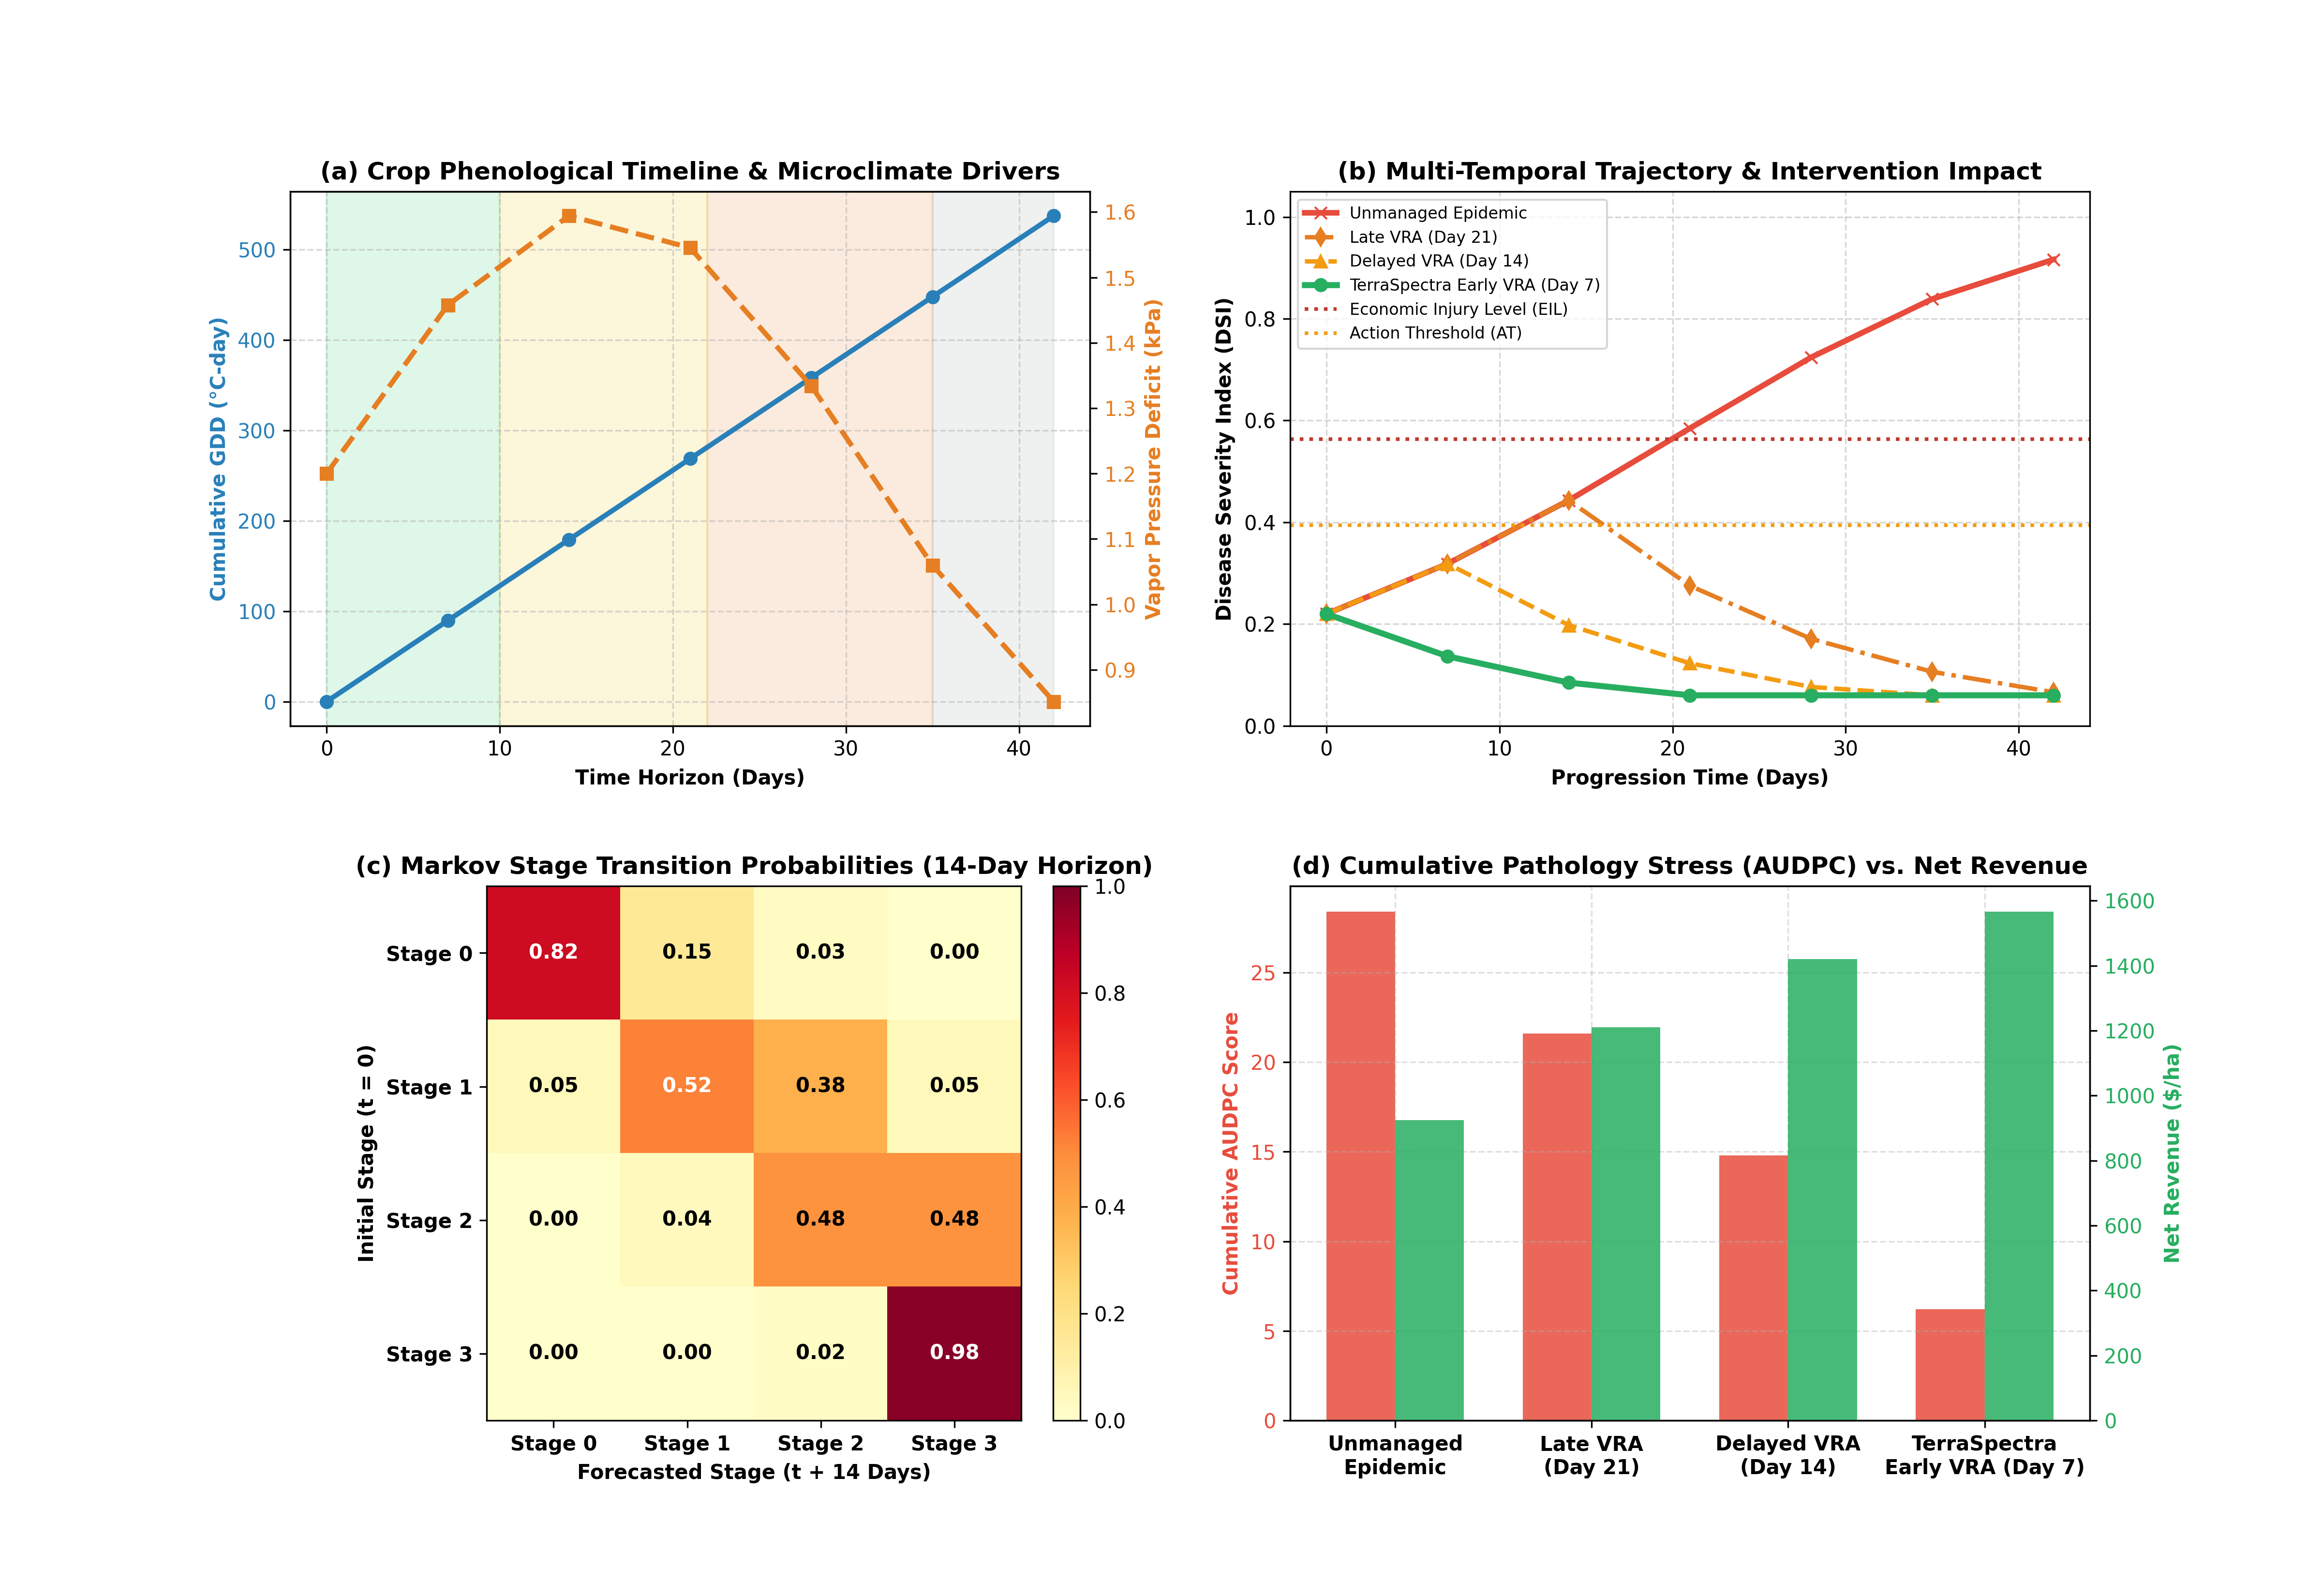 (a) Crop Phenological Timeline & Microclimate Drivers
Cumulative GDD (°C-day)
500
400
300
200
100
0
1.6
1.5
1.4
1.3
1.2
1.1
1.0
0.9
Vapor Pressure Deficit (kPa)
0 10 20 30 40
Time Horizon (Days)
(b) Multi-Temporal Trajectory & Intervention Impact
Disease Severity Index (DSI)
1.0
0.8
0.6
0.4
0.2
0.0
Unmanaged Epidemic
Late VRA (Day 21)
Delayed VRA (Day 14)
TerraSpectra Early VRA (Day 7)
Economic Injury Level (EIL)
Action Threshold (AT)
0 10 20 30 40
Progression Time (Days)
(c) Markov Stage Transition Probabilities (14-Day Horizon)
Initial Stage (t = 0)
Stage 0 0.82 0.15 0.03 0.00
Stage 1 0.05 0.52 0.38 0.05
Stage 2 0.00 0.04 0.48 0.48
Stage 3 0.00 0.00 0.02 0.98
Stage 0 Stage 1 Stage 2 Stage 3
Forecasted Stage (t + 14 Days)
1.0
0.8
0.6
0.4
0.2
0.0
(d) Cumulative Pathology Stress (AUDPC) vs. Net Revenue
Cumulative AUDPC Score
25
20
15
10
5
0
1600
1400
1200
1000
800
600
400
200
0
Net Revenue ($/ha)
Unmanaged
Epidemic
Late VRA
(Day 21)
Delayed VRA
(Day 14)
TerraSpectra
Early VRA (Day 7)